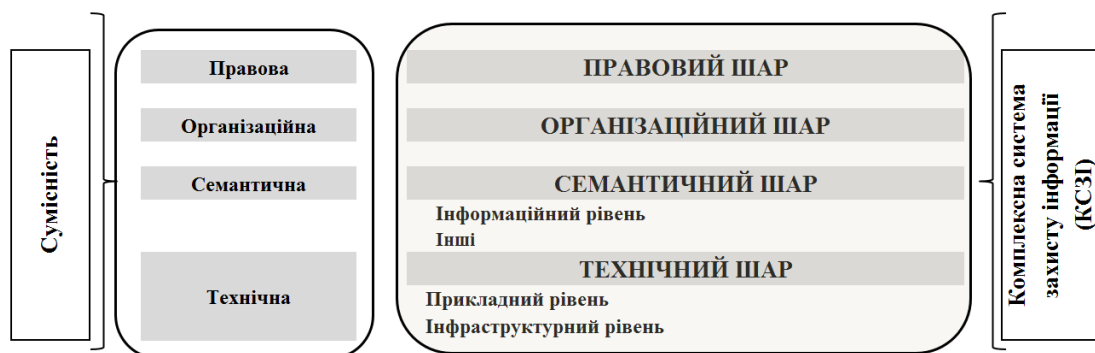 Сумісність
Правова
Організаційна
Семантична
Технічна
ПРАВОВИЙ ШАР
ОРГАНІЗАЦІЙНИЙ ШАР
СЕМАНТИЧНИЙ ШАР
Інформаційний рівень
Інші
ТЕХНІЧНИЙ ШАР
Прикладний рівень
Інфраструктурний рівень
Комплексна система
захисту інформації
(КСЗІ)